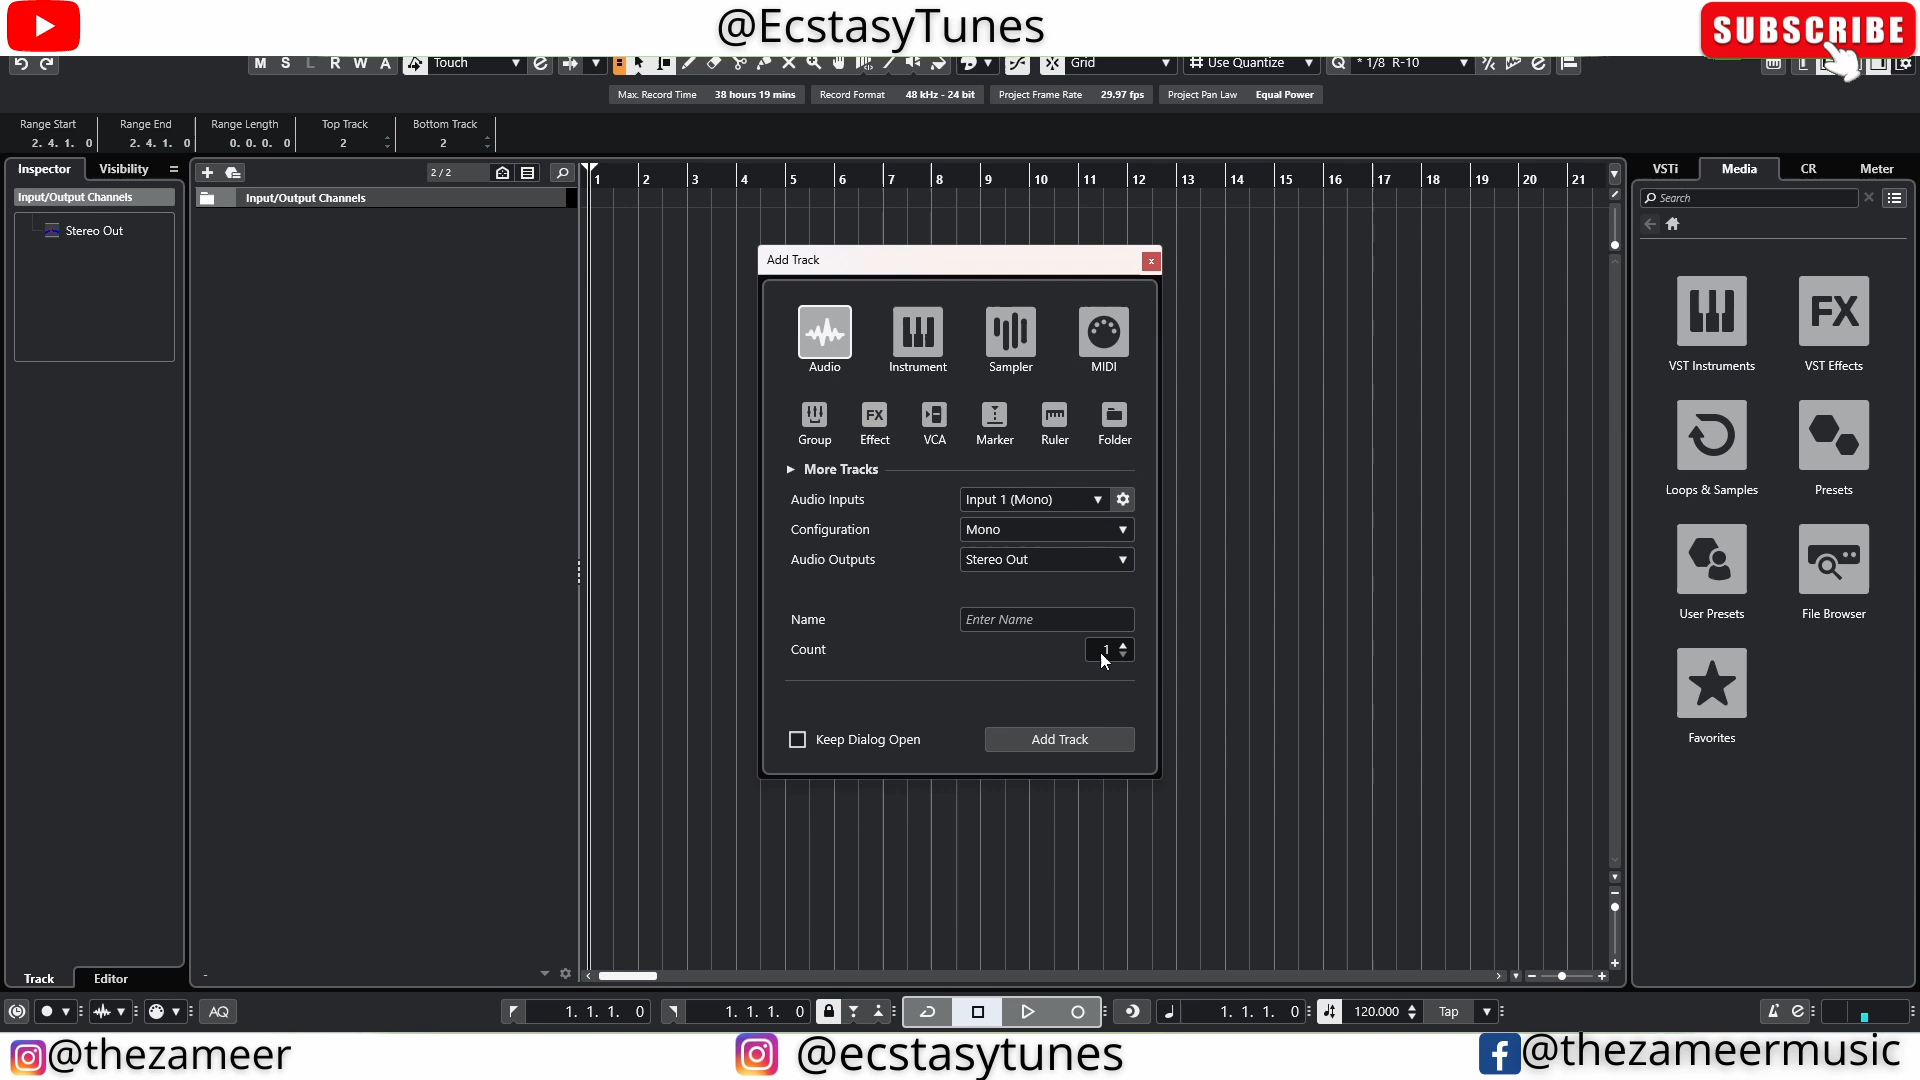 @EcstasyTunes
SUBSCRIBE
M S L R W A Touch Grid Use Quantize Q * 1/8 R-10
Max. Record Time 38 hours 19 mins Record Format 48 kHz - 24 bit Project Frame Rate 29.97 fps Project Pan Law Equal Power
Range Start Range End Range Length Top Track Bottom Track
2. 4. 1. 0 2. 4. 1. 0 0. 0. 0. 0 2 2
Inspector Visibility
2 / 2
1 2 3 4 5 6 7 8 9 10 11 12 13 14 15 16 17 18 19 20 21
VSTi Media CR Meter
Input/Output Channels
Input/Output Channels
Search
Stereo Out
Add Track
x
Audio Instrument Sampler MIDI
FX
Group Effect VCA Marker Ruler Folder
More Tracks
Audio Inputs Input 1 (Mono)
Configuration Mono
Audio Outputs Stereo Out
Name Enter Name
Count 1
Keep Dialog Open Add Track
FX
VST Instruments VST Effects
Loops & Samples Presets
User Presets File Browser
Favorites
Track Editor
-
AQ 1. 1. 1. 0 1. 1. 1. 0 1. 1. 1. 0 120.000 Tap
@thezameer @ecstasytunes @thezameermusic